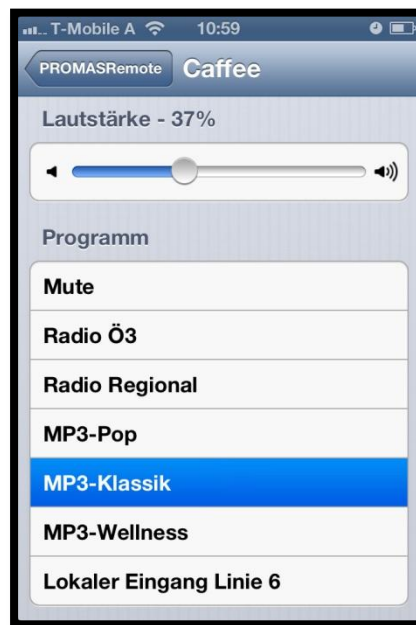 T-Mobile A 10:59
PROMASRemote Caffee
Lautstärke - 37%
Programm
Mute
Radio Ö3
Radio Regional
MP3-Pop
MP3-Klassik
MP3-Wellness
Lokaler Eingang Linie 6